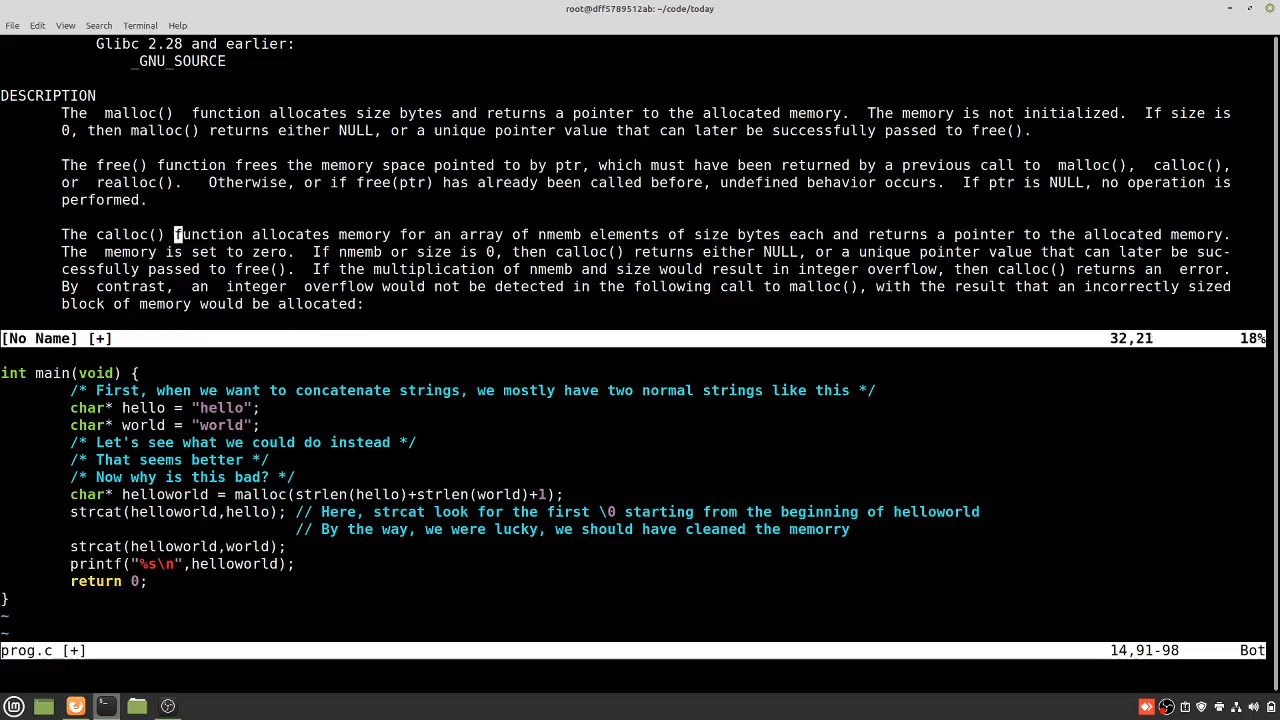 root@dff5789512ab: ~/code/today
File Edit View Search Terminal Help
Glibc 2.28 and earlier:
_GNU_SOURCE
DESCRIPTION
The malloc() function allocates size bytes and returns a pointer to the allocated memory. The memory is not initialized. If size is
0, then malloc() returns either NULL, or a unique pointer value that can later be successfully passed to free().
The free() function frees the memory space pointed to by ptr, which must have been returned by a previous call to malloc(), calloc(),
or realloc(). Otherwise, or if free(ptr) has already been called before, undefined behavior occurs. If ptr is NULL, no operation is
performed.
The calloc() function allocates memory for an array of nmemb elements of size bytes each and returns a pointer to the allocated memory.
The memory is set to zero. If nmemb or size is 0, then calloc() returns either NULL, or a unique pointer value that can later be suc-
cessfully passed to free(). If the multiplication of nmemb and size would result in integer overflow, then calloc() returns an error.
By contrast, an integer overflow would not be detected in the following call to malloc(), with the result that an incorrectly sized
block of memory would be allocated:
[No Name] [+] 32,21 18%
int main(void) {
/* First, when we want to concatenate strings, we mostly have two normal strings like this */
char* hello = "hello";
char* world = "world";
/* Let's see what we could do instead */
/* That seems better */
/* Now why is this bad? */
char* helloworld = malloc(strlen(hello)+strlen(world)+1);
strcat(helloworld,hello); // Here, strcat look for the first \0 starting from the beginning of helloworld
// By the way, we were lucky, we should have cleaned the memorry
strcat(helloworld,world);
printf("%s\n",helloworld);
return 0;
}
~
~
prog.c [+] 14,91-98 Bot